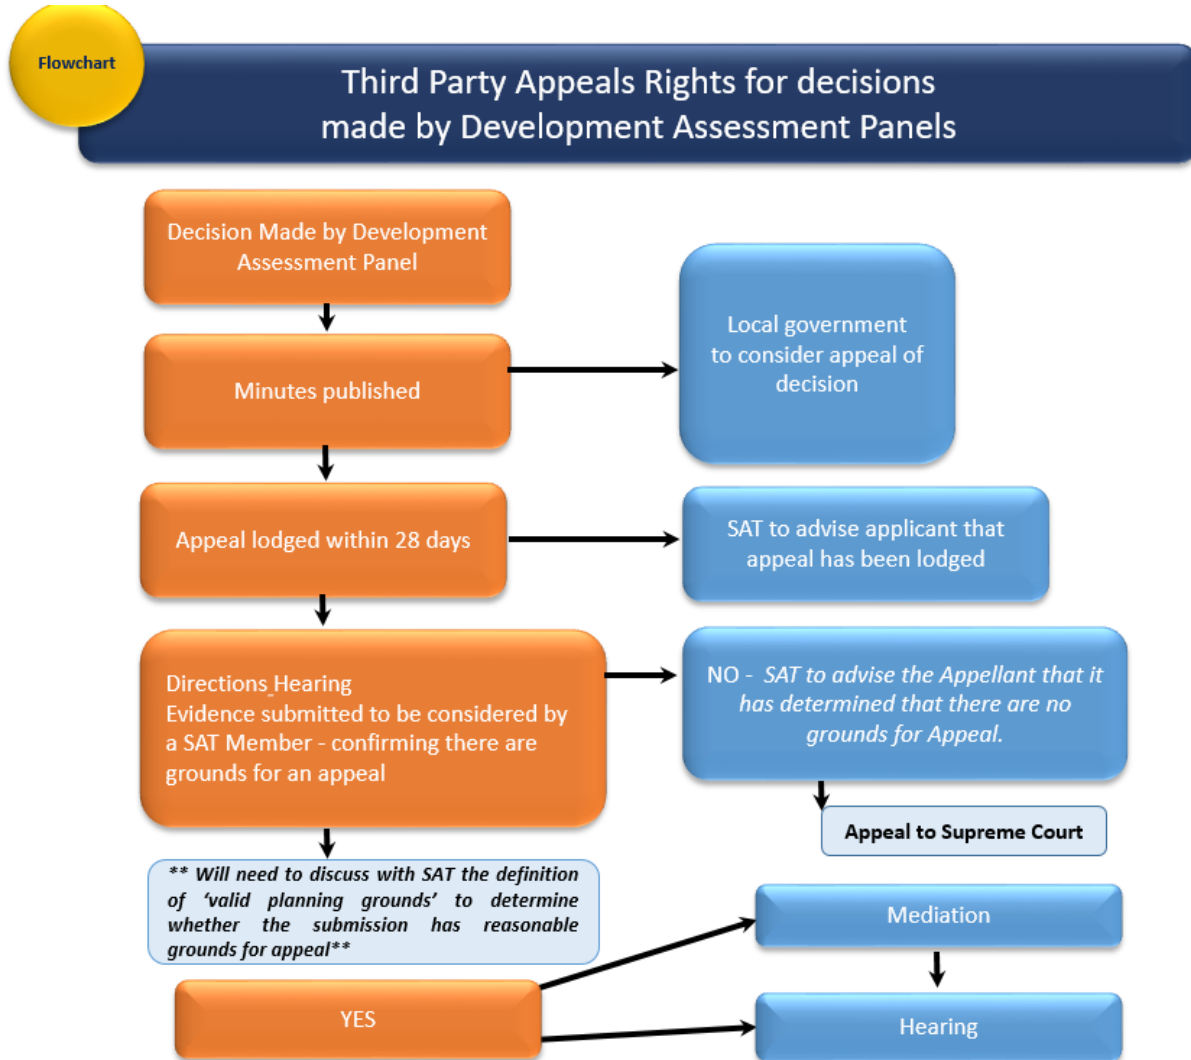 Flowchart
Third Party Appeals Rights for decisions
made by Development Assessment Panels
Decision Made by Development
Assessment Panel
Minutes published
Local government
to consider appeal of
decision
Appeal lodged within 28 days
SAT to advise applicant that
appeal has been lodged
Directions Hearing
Evidence submitted to be considered by
a SAT Member - confirming there are
grounds for an appeal
NO - SAT to advise the Appellant that it
has determined that there are no
grounds for Appeal.
Appeal to Supreme Court
** Will need to discuss with SAT the definition
of ‘valid planning grounds’ to determine
whether the submission has reasonable
grounds for appeal**
YES
Mediation
Hearing